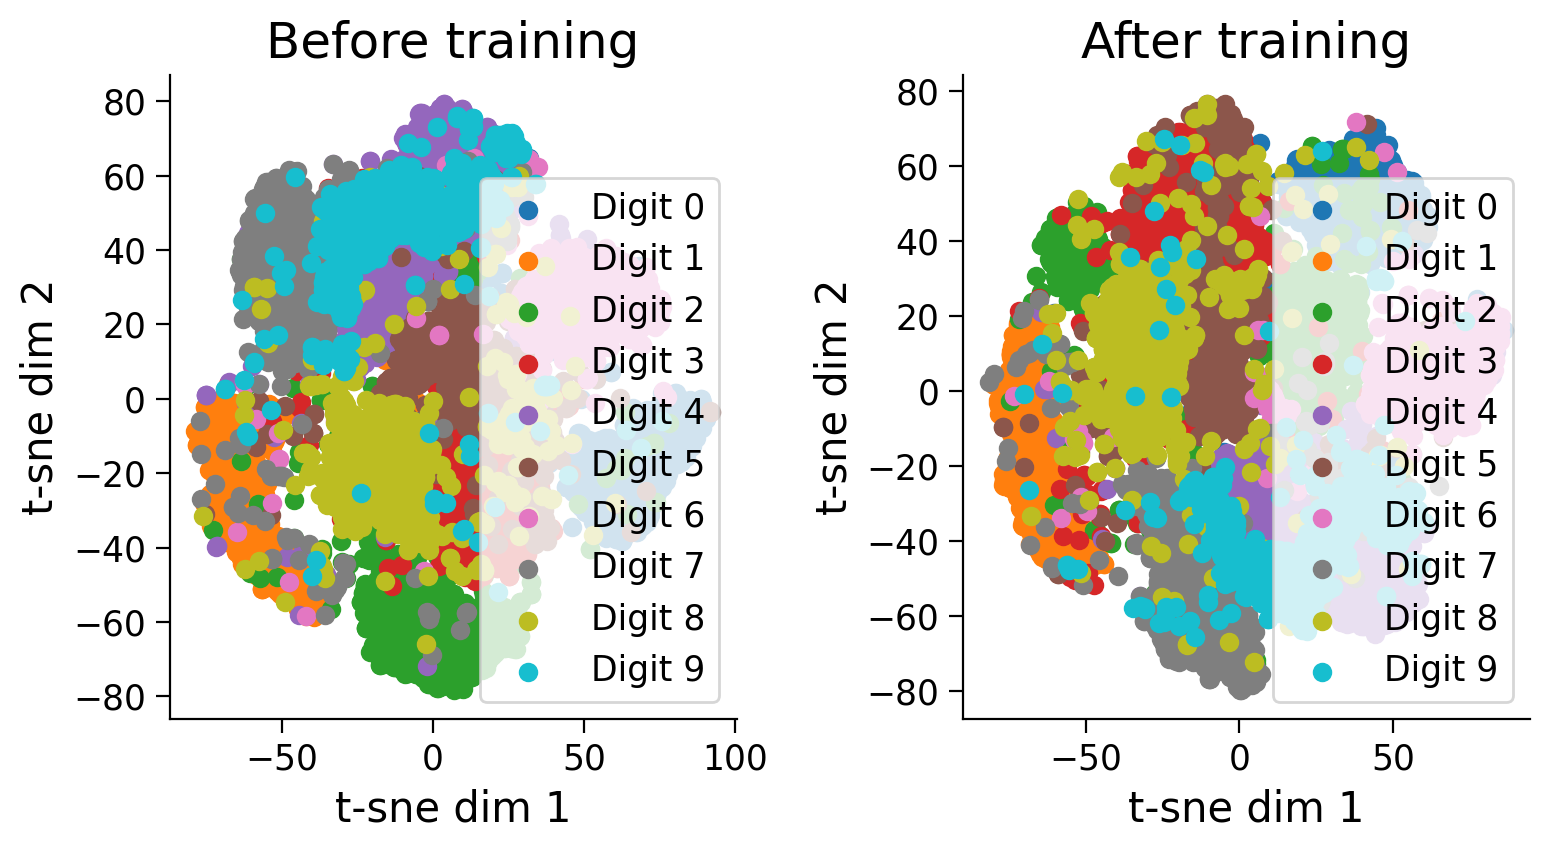 Before training
80
60
40
20
0
−20
−40
−60
−80
t-sne dim 2
−50
0
50
100
t-sne dim 1
Digit 0
Digit 1
Digit 2
Digit 3
Digit 4
Digit 5
Digit 6
Digit 7
Digit 8
Digit 9
After training
80
60
40
20
0
−20
−40
−60
−80
t-sne dim 2
−50
0
50
t-sne dim 1
Digit 0
Digit 1
Digit 2
Digit 3
Digit 4
Digit 5
Digit 6
Digit 7
Digit 8
Digit 9